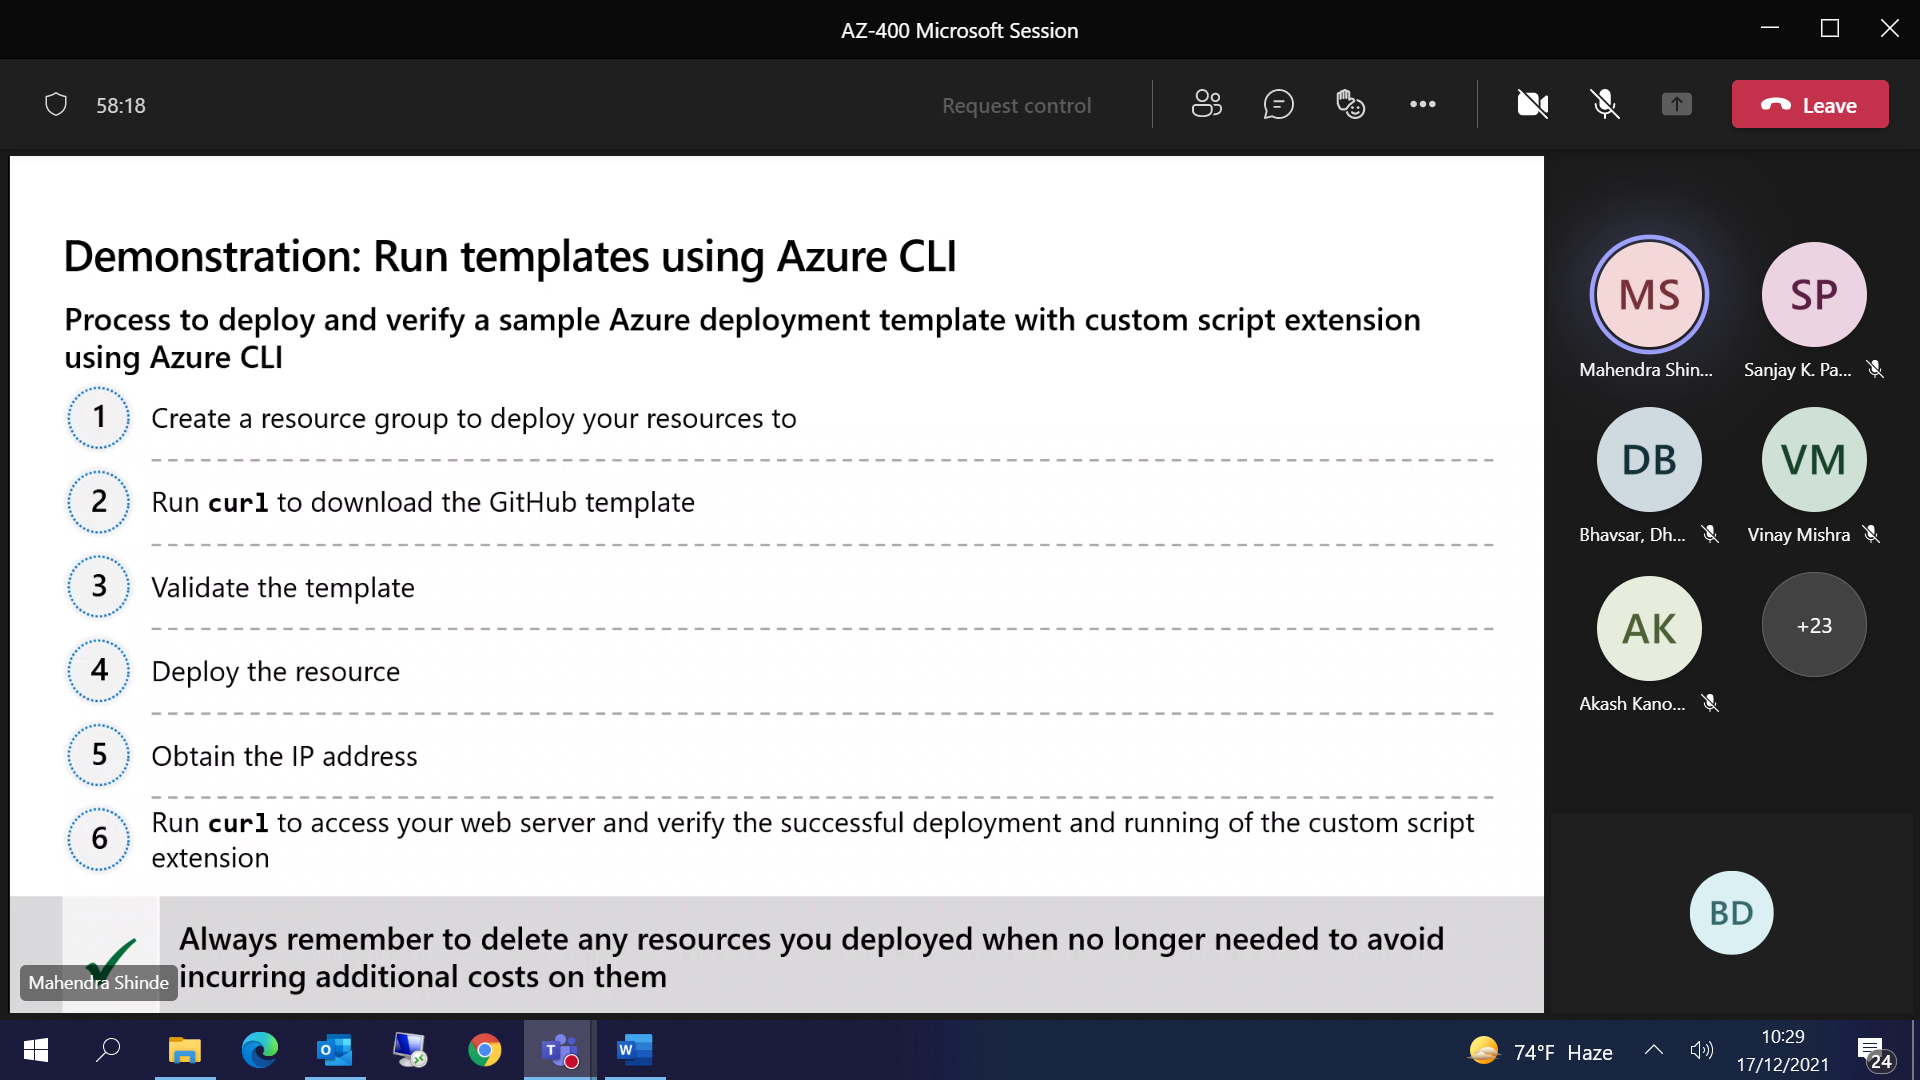 AZ-400 Microsoft Session
58:18
Request control
Leave
Demonstration: Run templates using Azure CLI
Process to deploy and verify a sample Azure deployment template with custom script extension
using Azure CLI
1 Create a resource group to deploy your resources to
2 Run curl to download the GitHub template
3 Validate the template
4 Deploy the resource
5 Obtain the IP address
6 Run curl to access your web server and verify the successful deployment and running of the custom script
extension
Always remember to delete any resources you deployed when no longer needed to avoid
incurring additional costs on them
Mahendra Shinde
MS SP
Mahendra Shin... Sanjay K. Pa...
DB VM
Bhavsar, Dh... Vinay Mishra
AK +23
Akash Kano...
BD
74°F Haze
10:29
17/12/2021
24